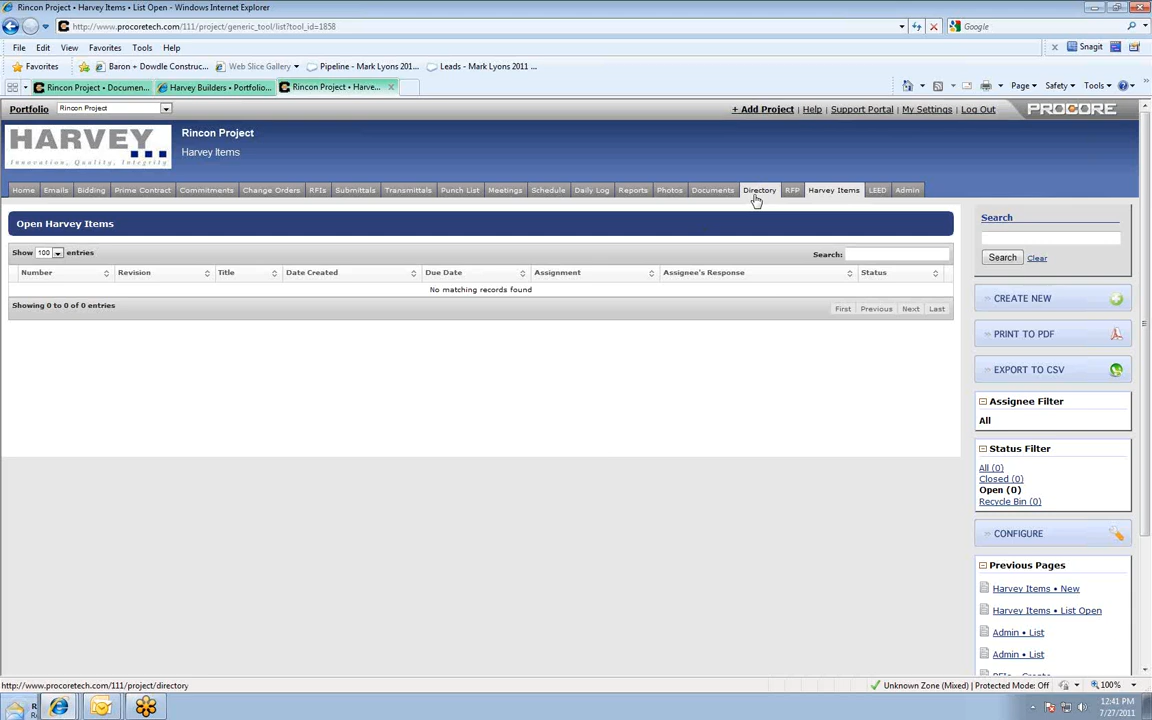 Rincon Project • Harvey Items • List Open - Windows Internet Explorer
http://www.procoretech.com/111/project/generic_tool/list?tool_id=1858
Google
File Edit View Favorites Tools Help
Snagit
Favorites Baron + Dowdle Construc... Web Slice Gallery Pipeline - Mark Lyons 201... Leads - Mark Lyons 2011 ...
Rincon Project • Documen... Harvey Builders • Portfolio... Rincon Project • Harve...
Page Safety Tools
Portfolio Rincon Project + Add Project Help Support Portal My Settings Log Out PROCORE
HARVEY
Innovation, Quality, Integrity
Rincon Project
Harvey Items
Home Emails Bidding Prime Contract Commitments Change Orders RFIs Submittals Transmittals Punch List Meetings Schedule Daily Log Reports Photos Documents Directory RFP Harvey Items LEED Admin
Open Harvey Items
Show 100 entries Search:
Number Revision Title Date Created Due Date Assignment Assignee's Response Status
No matching records found
Showing 0 to 0 of 0 entries
First Previous Next Last
Search
Search Clear
CREATE NEW
PRINT TO PDF
EXPORT TO CSV
Assignee Filter
All
Status Filter
All (0)
Closed (0)
Open (0)
Recycle Bin (0)
CONFIGURE
Previous Pages
Harvey Items • New
Harvey Items • List Open
Admin • List
Admin • List
http://www.procoretech.com/111/project/directory
Unknown Zone (Mixed) | Protected Mode: Off
100%
12:41 PM
7/27/2011